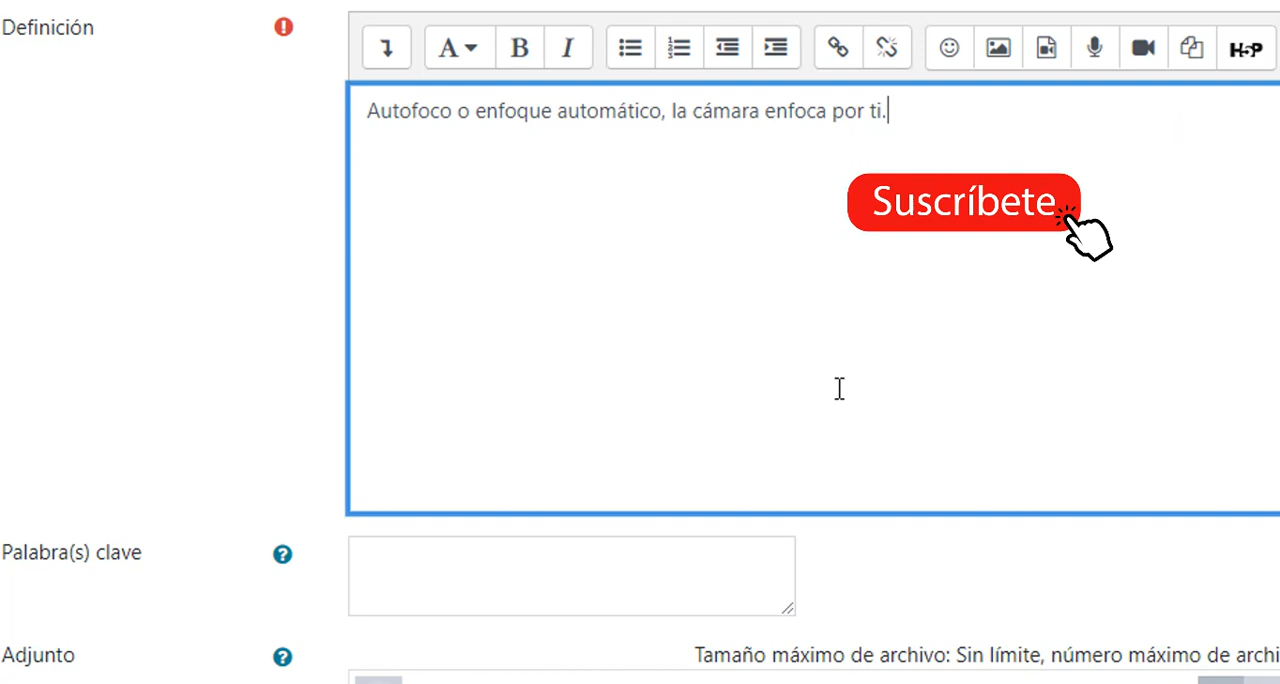 Definición
A B I H-P
Autofoco o enfoque automático, la cámara enfoca por ti.
Suscríbete
Palabra(s) clave
Adjunto
Tamaño máximo de archivo: Sin límite, número máximo de archi